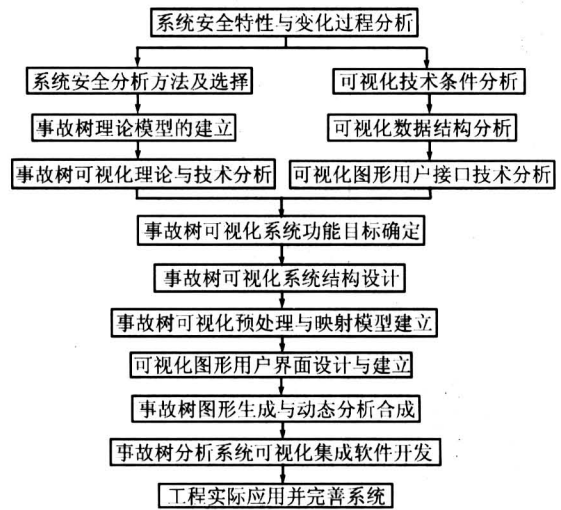 系统安全特性与变化过程分析
系统安全分析方法及选择
可视化技术条件分析
事故树理论模型的建立
可视化数据结构分析
事故树可视化理论与技术分析
可视化图形用户接口技术分析
事故树可视化系统功能目标确定
事故树可视化系统结构设计
事故树可视化预处理与映射模型建立
可视化图形用户界面设计与建立
事故树图形生成与动态分析合成
事故树分析系统可视化集成软件开发
工程实际应用并完善系统